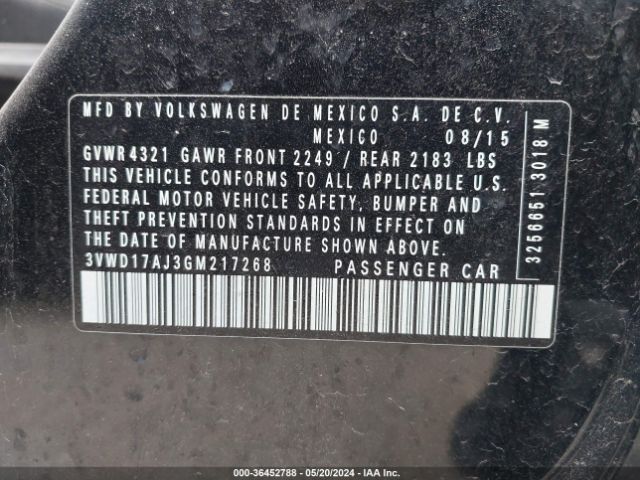 MFD BY VOLKSWAGEN DE MEXICO S.A. DE C.V.
MEXICO 08/15
GVWR 4321 GAWR FRONT 2249 / REAR 2183 LBS
THIS VEHICLE CONFORMS TO ALL APPLICABLE U.S.
FEDERAL MOTOR VEHICLE SAFETY, BUMPER AND
THEFT PREVENTION STANDARDS IN EFFECT ON
THE DATE OF MANUFACTURE SHOWN ABOVE.
3VWD17AJ3GM217268 PASSENGER CAR
3Z56651 3018 M
000-36452788 - 05/20/2024 - IAA Inc.